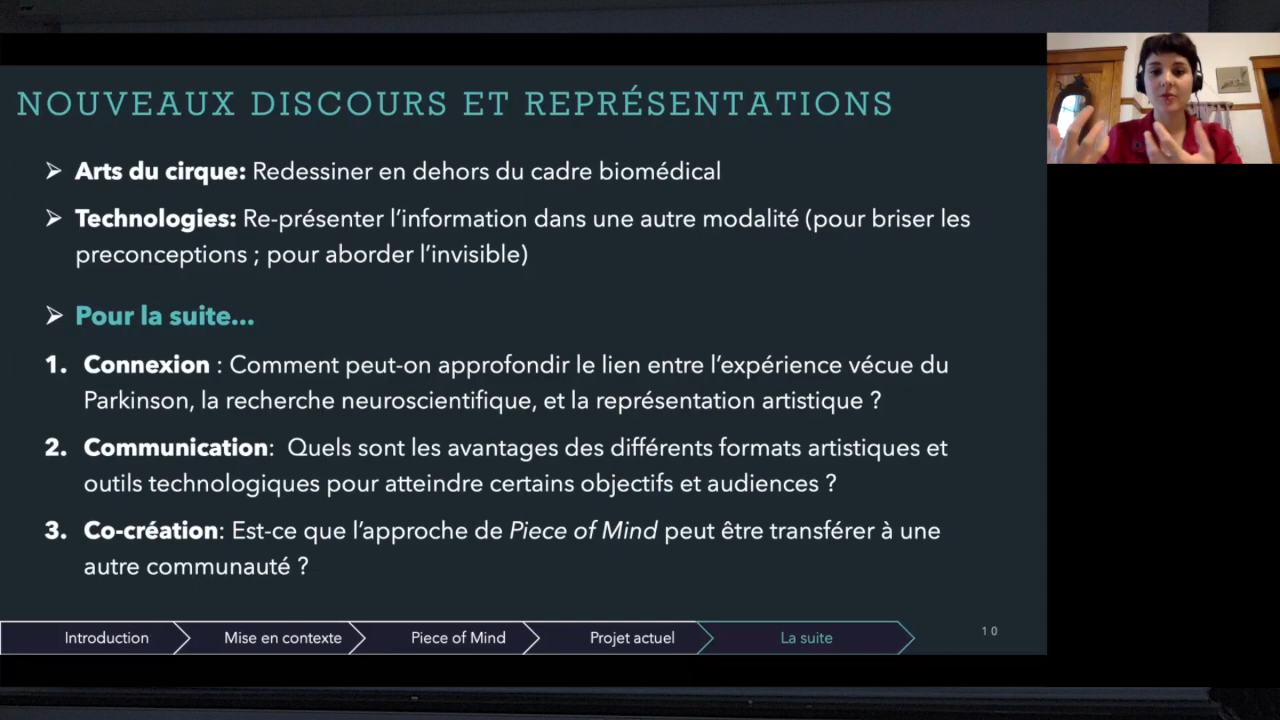 NOUVEAUX DISCOURS ET REPRÉSENTATIONS
Arts du cirque: Redessiner en dehors du cadre biomédical
Technologies: Re-présenter l’information dans une autre modalité (pour briser les
preconceptions ; pour aborder l’invisible)
Pour la suite...
1. Connexion : Comment peut-on approfondir le lien entre l’expérience vécue du
Parkinson, la recherche neuroscientifique, et la représentation artistique ?
2. Communication: Quels sont les avantages des différents formats artistiques et
outils technologiques pour atteindre certains objectifs et audiences ?
3. Co-création: Est-ce que l’approche de Piece of Mind peut être transférer à une
autre communauté ?
Introduction Mise en contexte Piece of Mind Projet actuel La suite
10